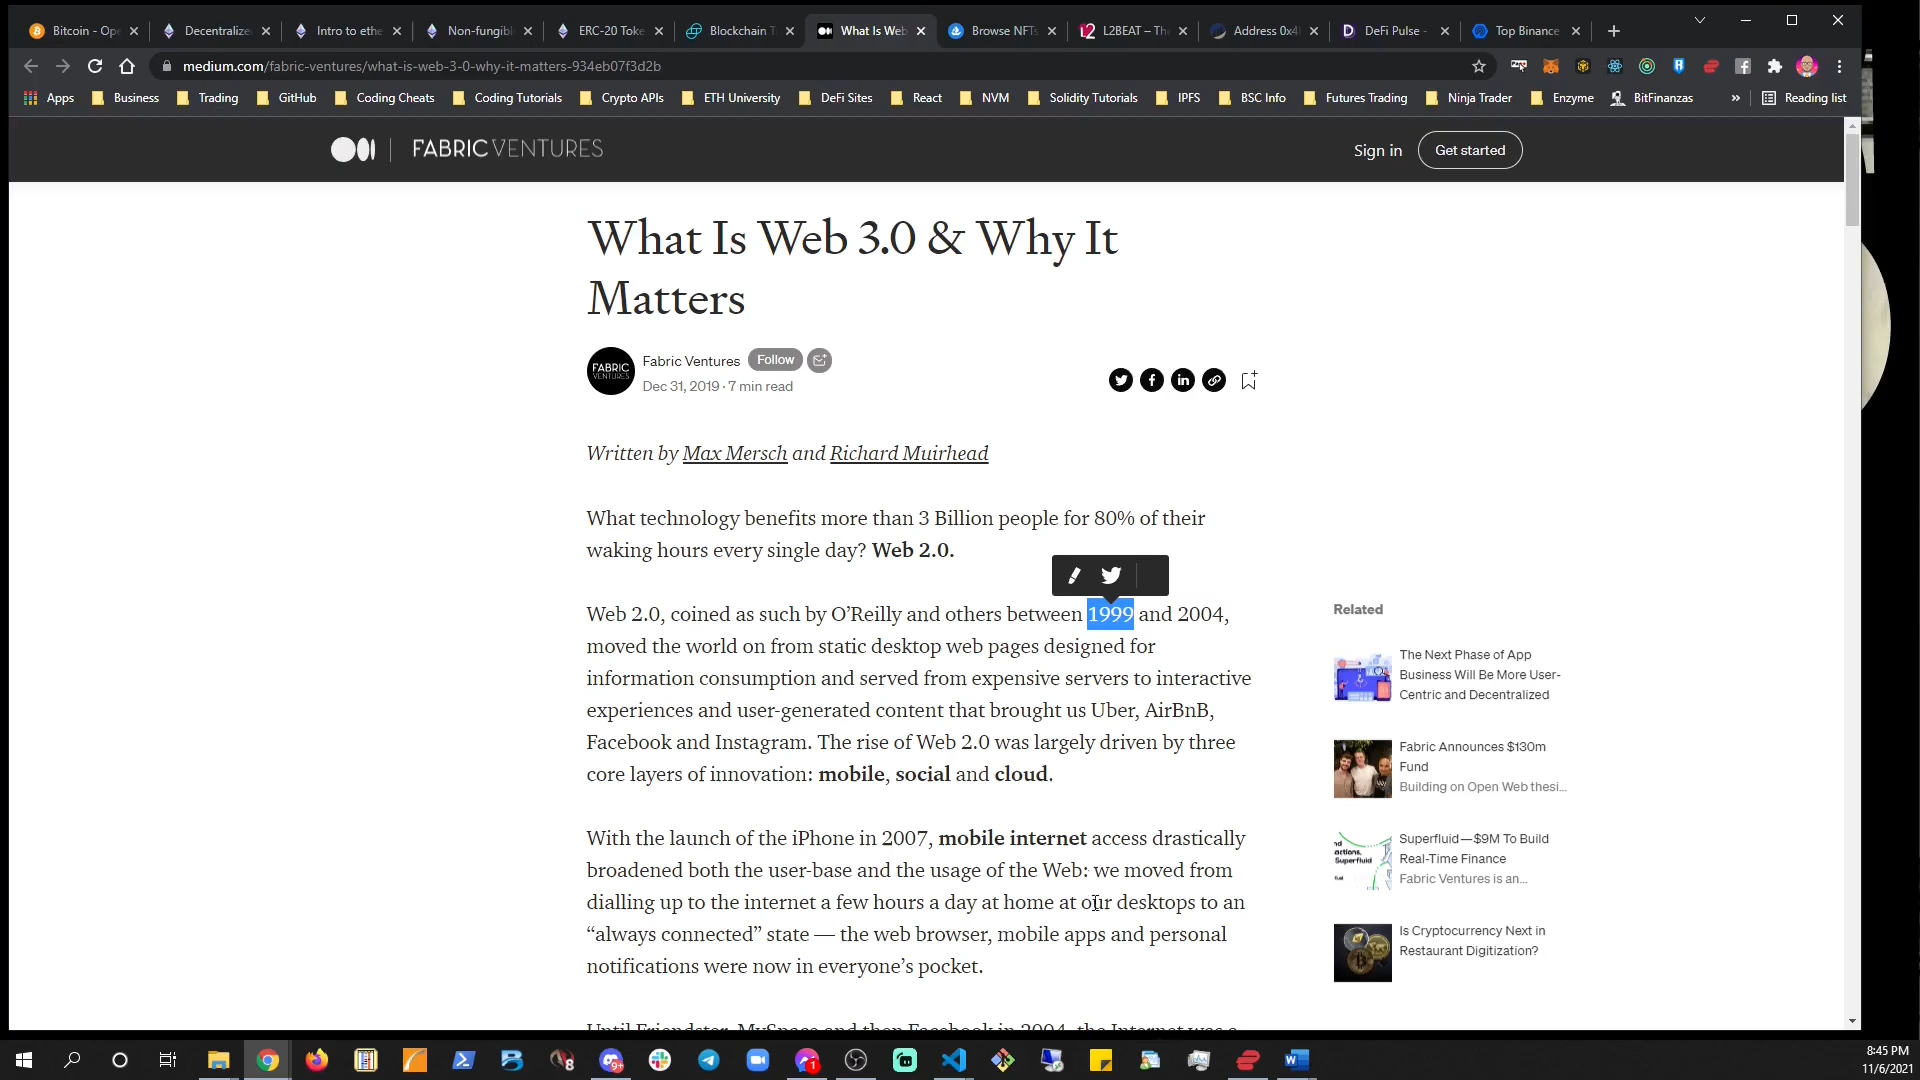 Bitcoin - Ope
Decentralize
Intro to ethe
Non-fungib
ERC-20 Toke
Blockchain T
What Is Web
Browse NFTs
L2BEAT – The
Address 0x4
DeFi Pulse -
Top Binance
medium.com/fabric-ventures/what-is-web-3-0-why-it-matters-934eb07f3d2b
Apps
Business
Trading
GitHub
Coding Cheats
Coding Tutorials
Crypto APIs
ETH University
DeFi Sites
React
NVM
Solidity Tutorials
IPFS
BSC Info
Futures Trading
Ninja Trader
Enzyme
BitFinanzas
»
Reading list
FABRIC VENTURES
Sign in
Get started
What Is Web 3.0 & Why It
Matters
FABRIC
VENTURES
Fabric Ventures
Follow
Dec 31, 2019 · 7 min read
Written by Max Mersch and Richard Muirhead
What technology benefits more than 3 Billion people for 80% of their
waking hours every single day? Web 2.0.
Web 2.0, coined as such by O’Reilly and others between 1999 and 2004,
moved the world on from static desktop web pages designed for
information consumption and served from expensive servers to interactive
experiences and user-generated content that brought us Uber, AirBnB,
Facebook and Instagram. The rise of Web 2.0 was largely driven by three
core layers of innovation: mobile, social and cloud.
With the launch of the iPhone in 2007, mobile internet access drastically
broadened both the user-base and the usage of the Web: we moved from
dialling up to the internet a few hours a day at home at our desktops to an
“always connected” state — the web browser, mobile apps and personal
notifications were now in everyone’s pocket.
Until Friendster, MySpace and then Facebook in 2004, the Internet was a
Related
The Next Phase of App
Business Will Be More User-
Centric and Decentralized
Fabric Announces $130m
Fund
Building on Open Web thesi...
Superfluid
Superfluid — $9M To Build
Real-Time Finance
Fabric Ventures is an...
Is Cryptocurrency Next in
Restaurant Digitization?
8:45 PM
11/6/2021